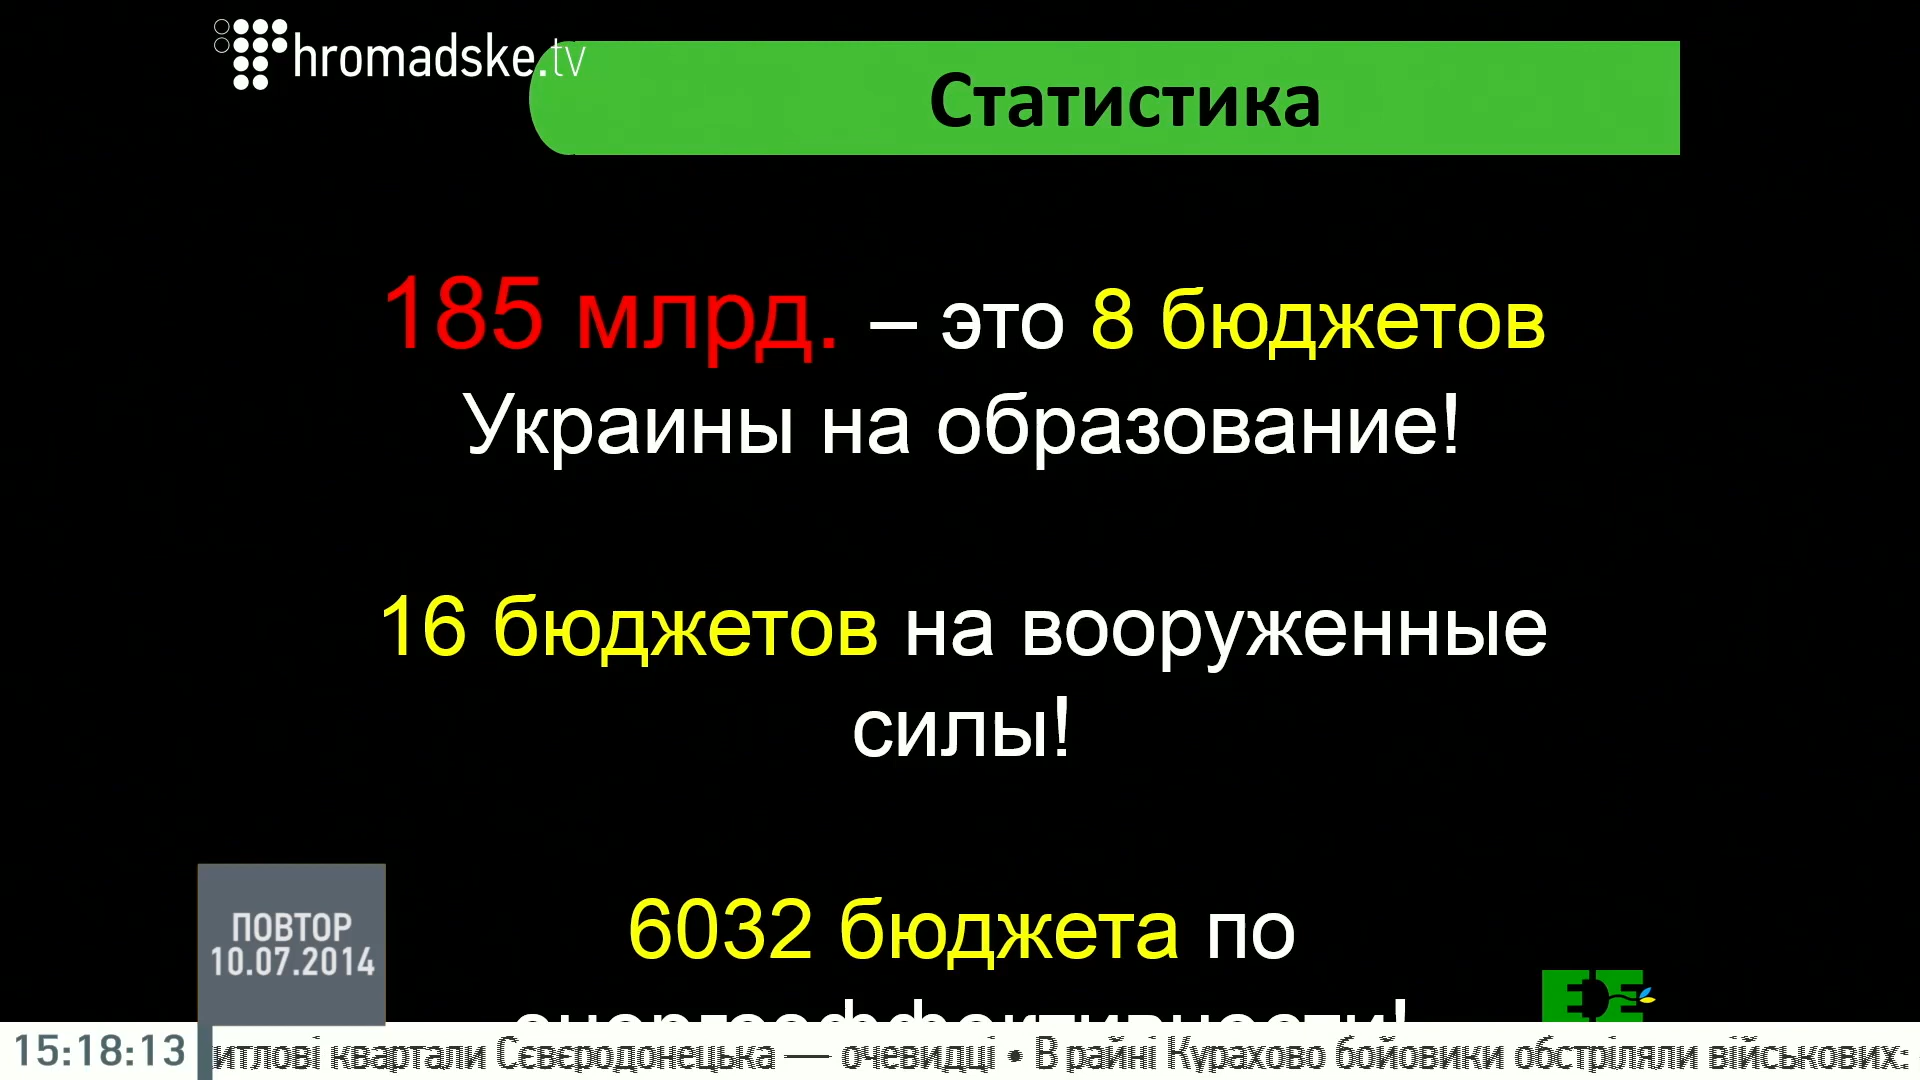 hromadske.tv
Статистика
185 млрд. – это 8 бюджетов
Украины на образование!
16 бюджетов на вооруженные
силы!
6032 бюджета по
энергоэффективности!
ПОВТОР
10.07.2014
15:18:13 итлові квартали Сєвєродонецька — очевидці • В районі Курахово бойовики обстріляли військових: